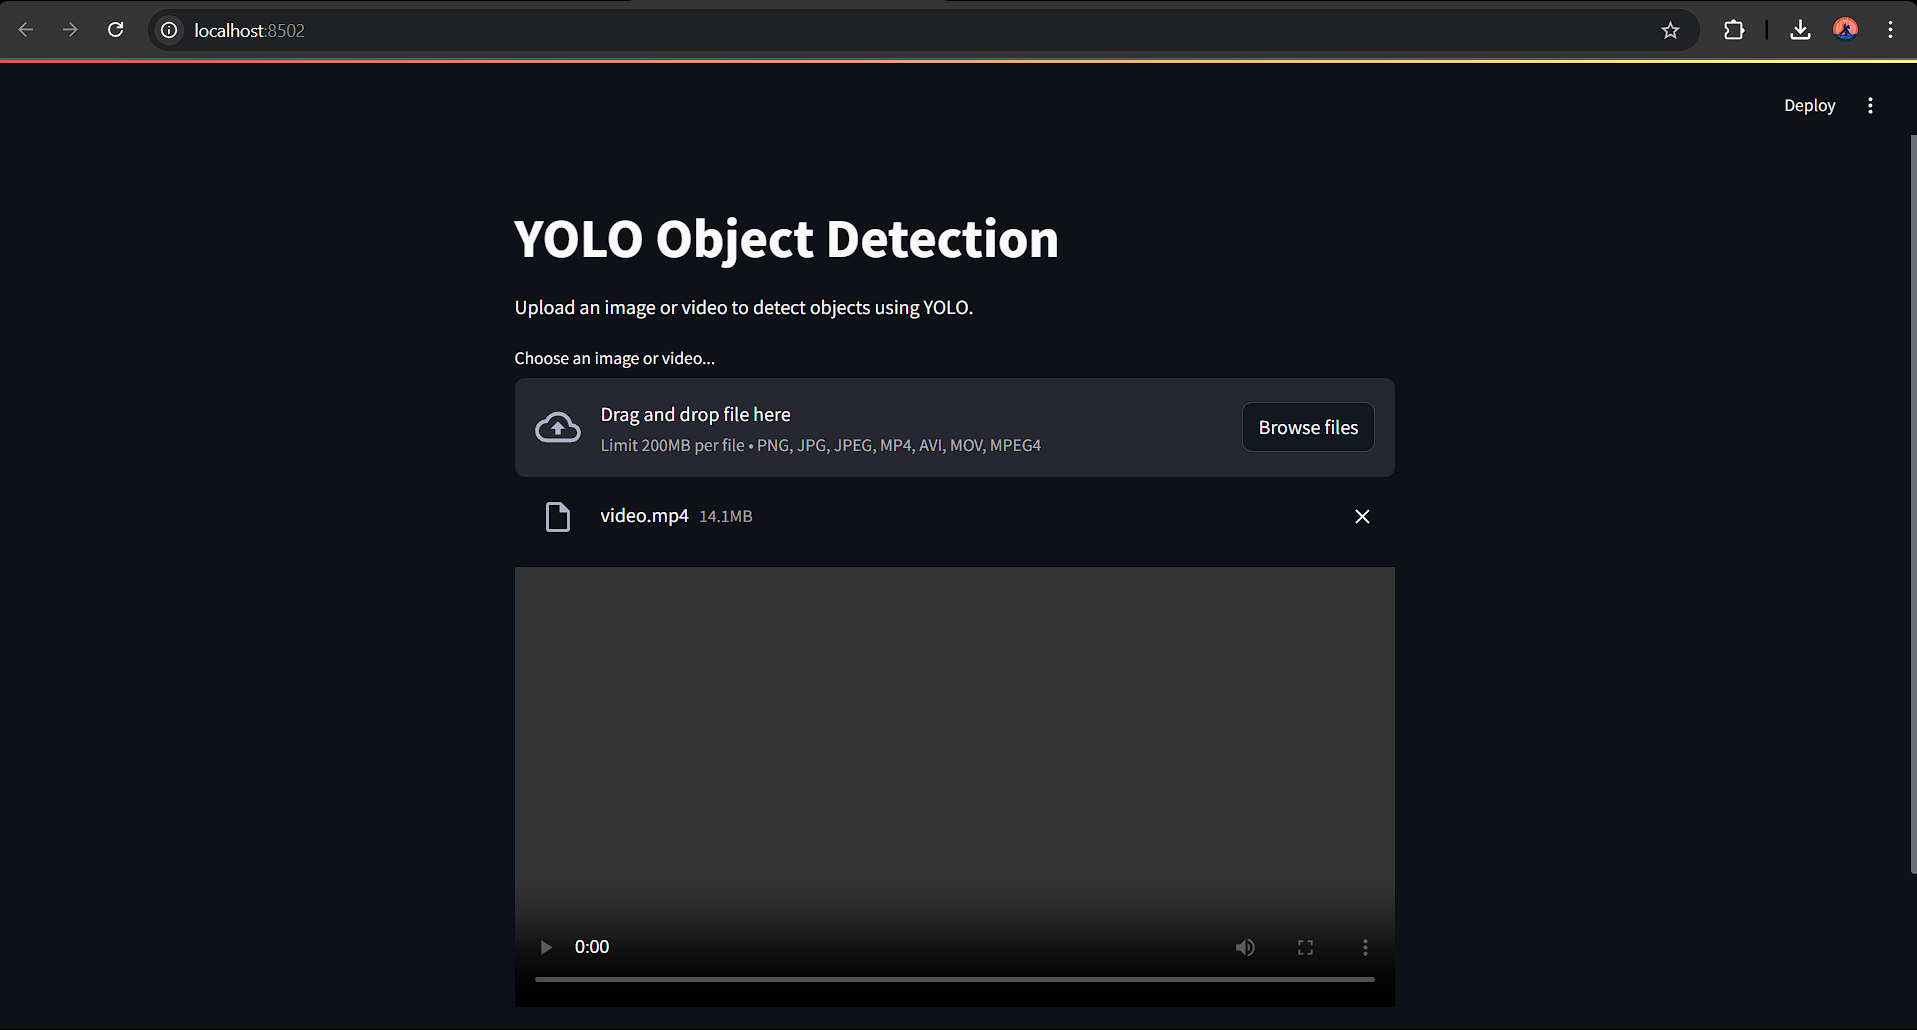 localhost:8502
Deploy
YOLO Object Detection
Upload an image or video to detect objects using YOLO.
Choose an image or video...
Drag and drop file here
Limit 200MB per file • PNG, JPG, JPEG, MP4, AVI, MOV, MPEG4
Browse files
video.mp4 14.1MB
0:00